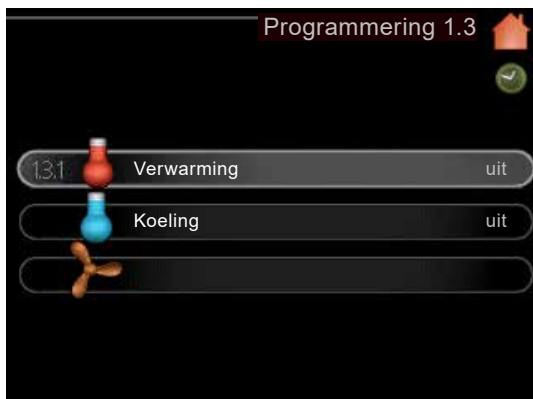 Programmering 1.3
1.3.1 Verwarming uit
Koeling uit